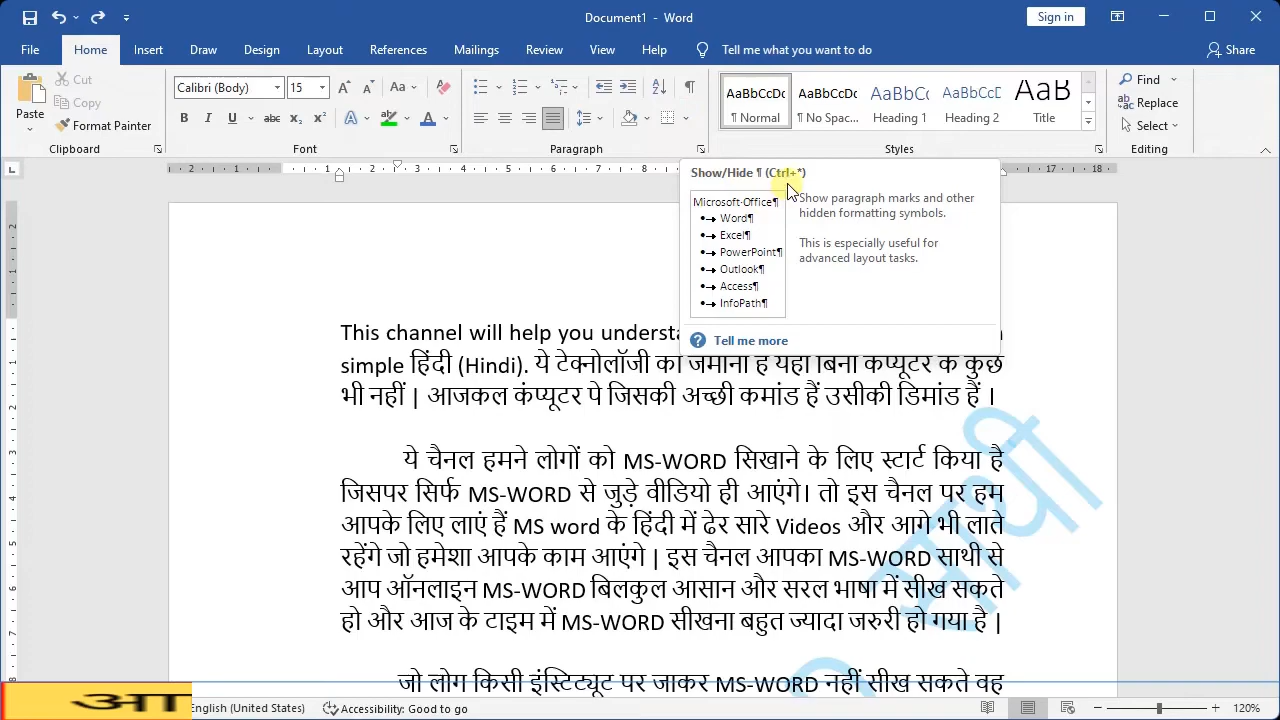 Document1 - Word
Sign in
File Home Insert Draw Design Layout References Mailings Review View Help Tell me what you want to do Share
Paste
Cut
Copy
Format Painter
Clipboard
Calibri (Body) 15
Font
Paragraph
AaBbCcDc ¶ Normal
AaBbCcDc ¶ No Spac...
AaBbCc Heading 1
AaBbCcD Heading 2
AaB Title
Styles
Find
Replace
Select
Editing
Show/Hide ¶ (Ctrl+*)
Microsoft·Office¶
Word¶
Excel¶
PowerPoint¶
Outlook¶
Access¶
InfoPath¶
Show paragraph marks and other
hidden formatting symbols.
This is especially useful for
advanced layout tasks.
Tell me more
This channel will help you
simple हिंदी (Hindi). ये टेक्नोलॉजी का जमाना है यहाँ बिना कंप्यूटर के कुछ
भी नहीं | आजकल कंप्यूटर पे जिसकी अच्छी कमांड हैं उसीकी डिमांड हैं ।
ये चैनल हमने लोगों को MS-WORD सिखाने के लिए स्टार्ट किया है
जिसपर सिर्फ MS-WORD से जुड़े वीडियो ही आएंगे। तो इस चैनल पर हम
आपके लिए लाएं हैं MS word के हिंदी में ढेर सारे Videos और आगे भी लाते
रहेंगे जो हमेशा आपके काम आएंगे | इस चैनल आपका MS-WORD साथी से
आप ऑनलाइन MS-WORD बिलकुल आसान और सरल भाषा में सीख सकते
हो और आज के टाइम में MS-WORD सीखना बहुत ज्यादा जरुरी हो गया है |
जो लोग किसी इंस्टिट्यूट पर जाकर MS-WORD नहीं सीख सकते वह
English (United States) Accessibility: Good to go 120%